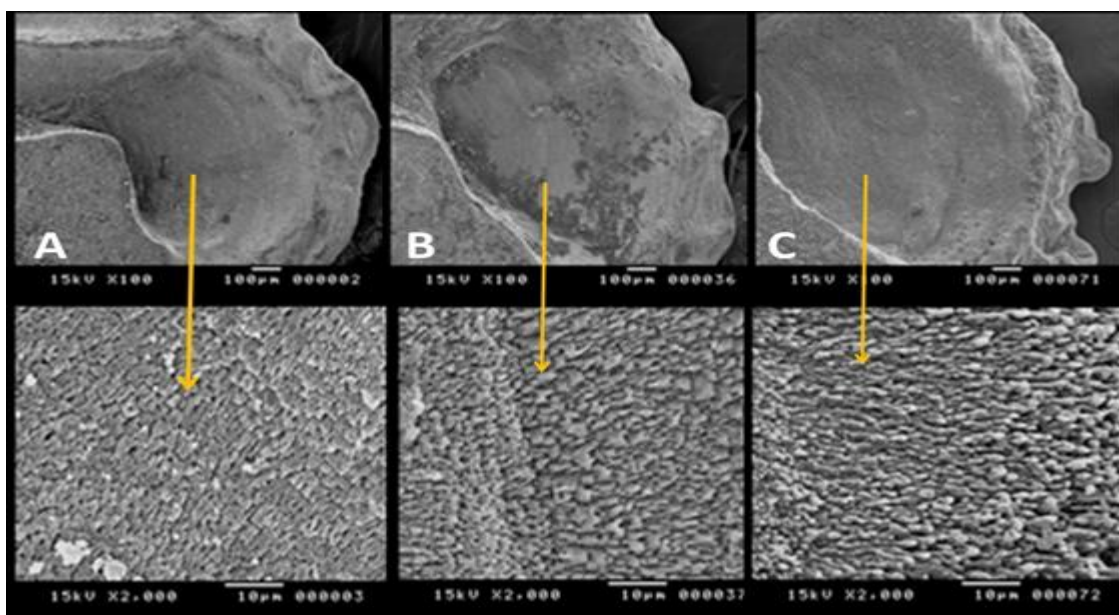 A
15kV X100 100µm 000002
B
15kV X100 100µm 000036
C
15kV X100 100µm 000071
15kV X2,000 10µm 000003
15kV X2,000 10µm 000037
15kV X2,000 10µm 000072